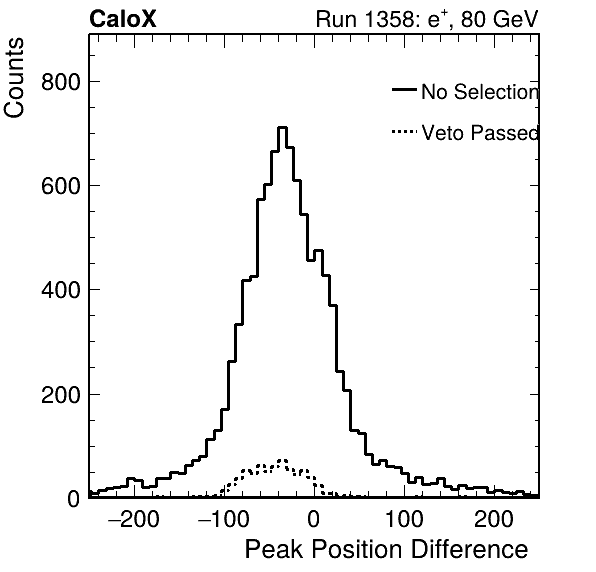 CaloX Run 1358: e⁺, 80 GeV
Counts
No Selection
Veto Passed
800
600
400
200
0
−200 −100 0 100 200
Peak Position Difference